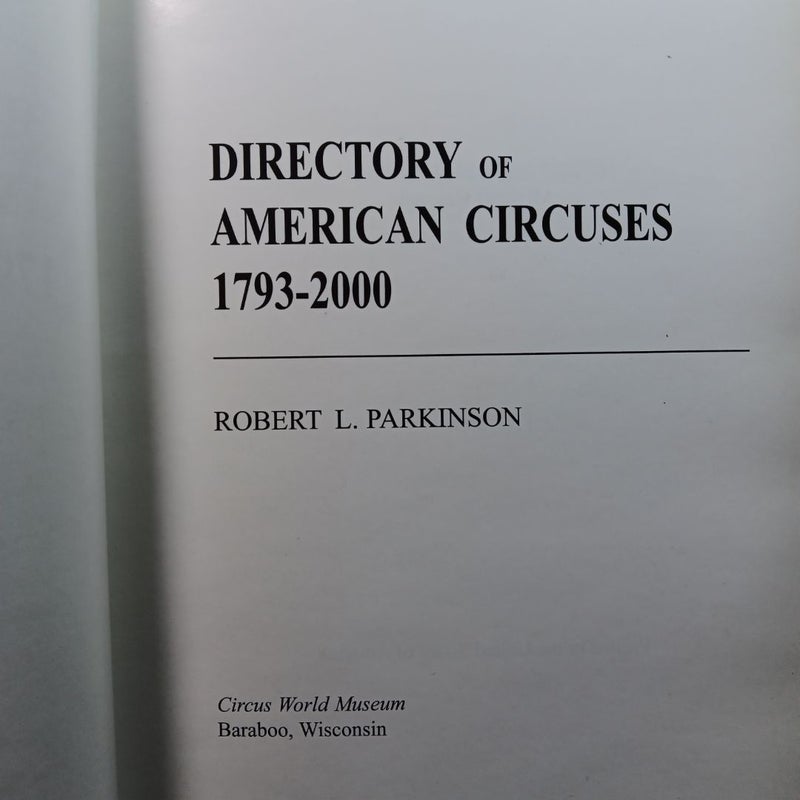 DIRECTORY OF
AMERICAN CIRCUSES
1793-2000
ROBERT L. PARKINSON
Circus World Museum
Baraboo, Wisconsin